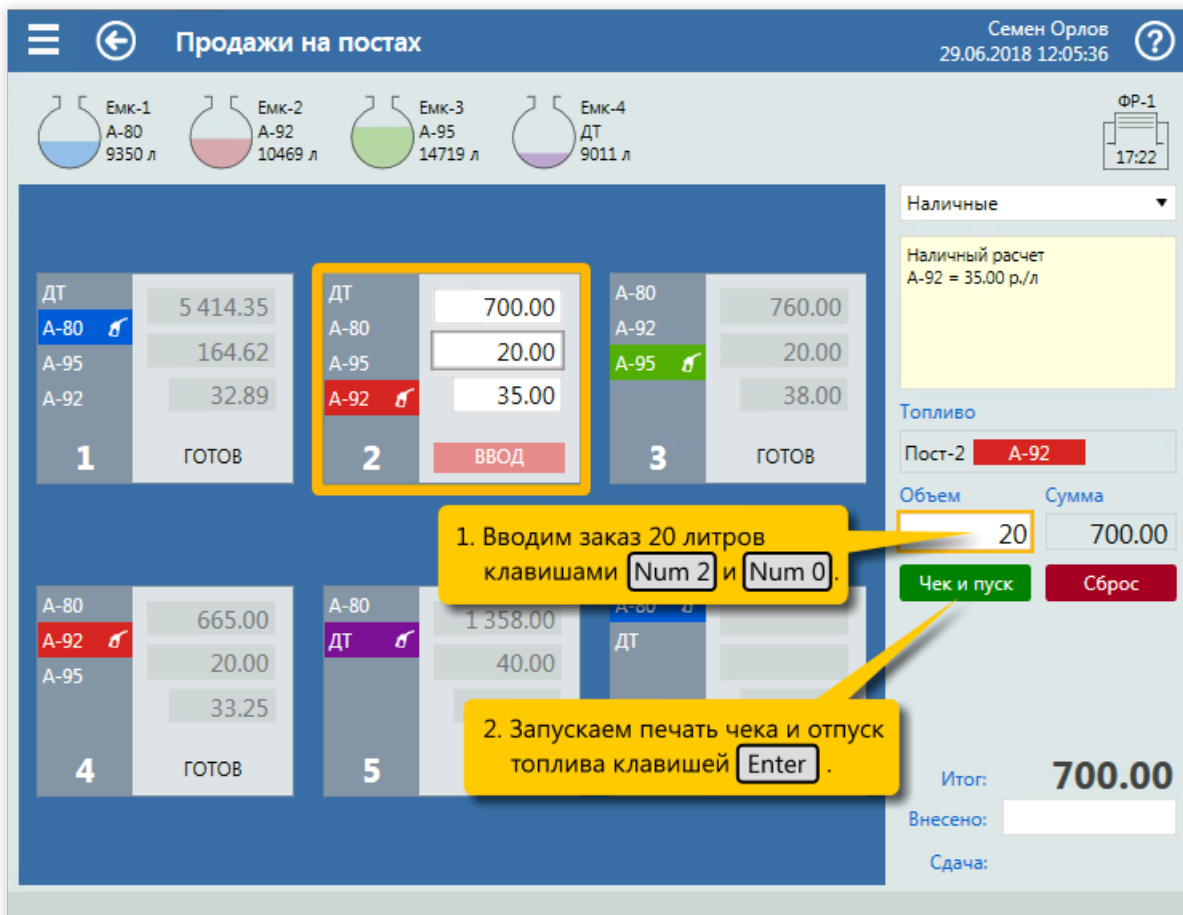 Продажи на постах
Семен Орлов
29.06.2018 12:05:36
?
Емк-1
А-80
9350 л
Емк-2
А-92
10469 л
Емк-3
А-95
14719 л
Емк-4
ДТ
9011 л
ФР-1
17:22
Наличные
Наличный расчет
А-92 = 35.00 р./л
ДТ
А-80
А-95
А-92
1
5 414.35
164.62
32.89
ГОТОВ
ДТ
А-80
А-95
А-92
2
700.00
20.00
35.00
ВВОД
А-80
А-92
А-95
3
760.00
20.00
38.00
ГОТОВ
Топливо
Пост-2 А-92
Объем Сумма
20 700.00
Чек и пуск Сброс
1. Вводим заказ 20 литров
клавишами Num 2 и Num 0.
А-80
А-92
А-95
4
665.00
20.00
33.25
ГОТОВ
А-80
ДТ
5
1 358.00
40.00
А-80
ДТ
2. Запускаем печать чека и отпуск
топлива клавишей Enter .
Итог: 700.00
Внесено:
Сдача: